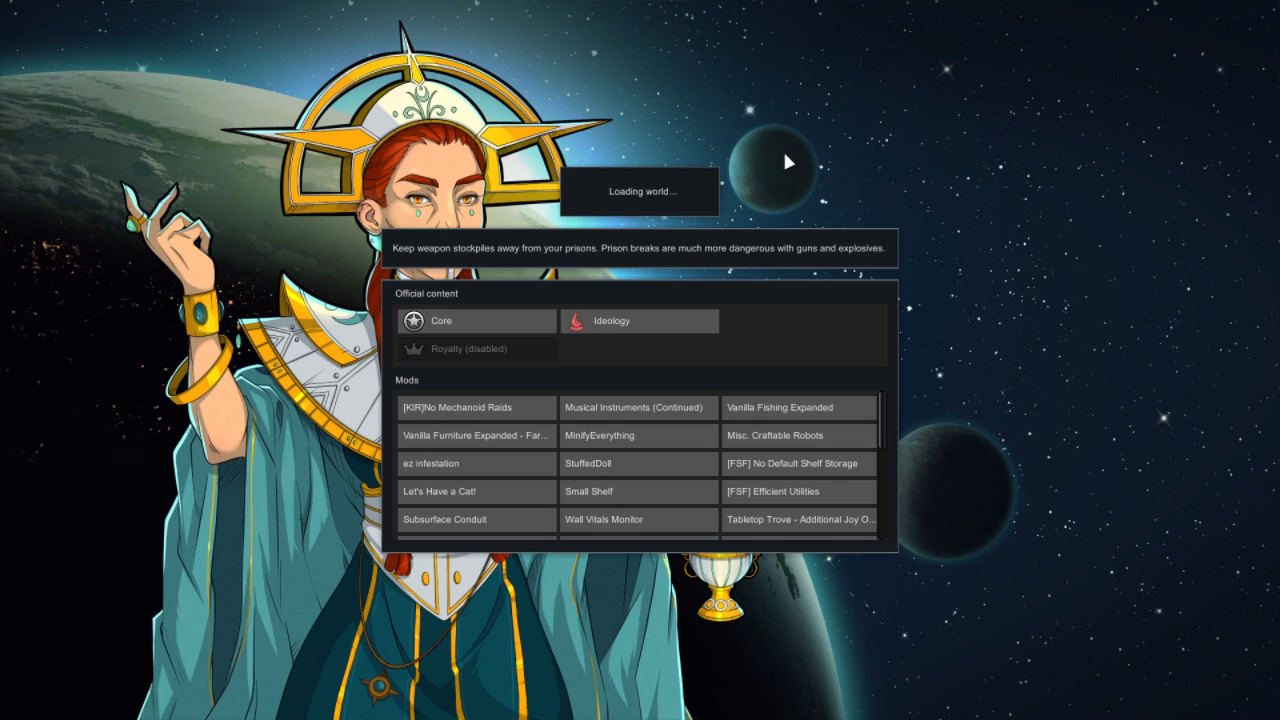 Loading world...
Keep weapon stockpiles away from your prisons. Prison breaks are much more dangerous with guns and explosives.
Official content
Core
Ideology
Royalty (disabled)
Mods
[KIR]No Mechanoid Raids
Musical Instruments (Continued)
Vanilla Fishing Expanded
Vanilla Furniture Expanded - Far...
MinifyEverything
Misc. Craftable Robots
ez infestation
StuffedDoll
[FSF] No Default Shelf Storage
Let's Have a Cat!
Small Shelf
[FSF] Efficient Utilities
Subsurface Conduit
Wall Vitals Monitor
Tabletop Trove - Additional Joy O...